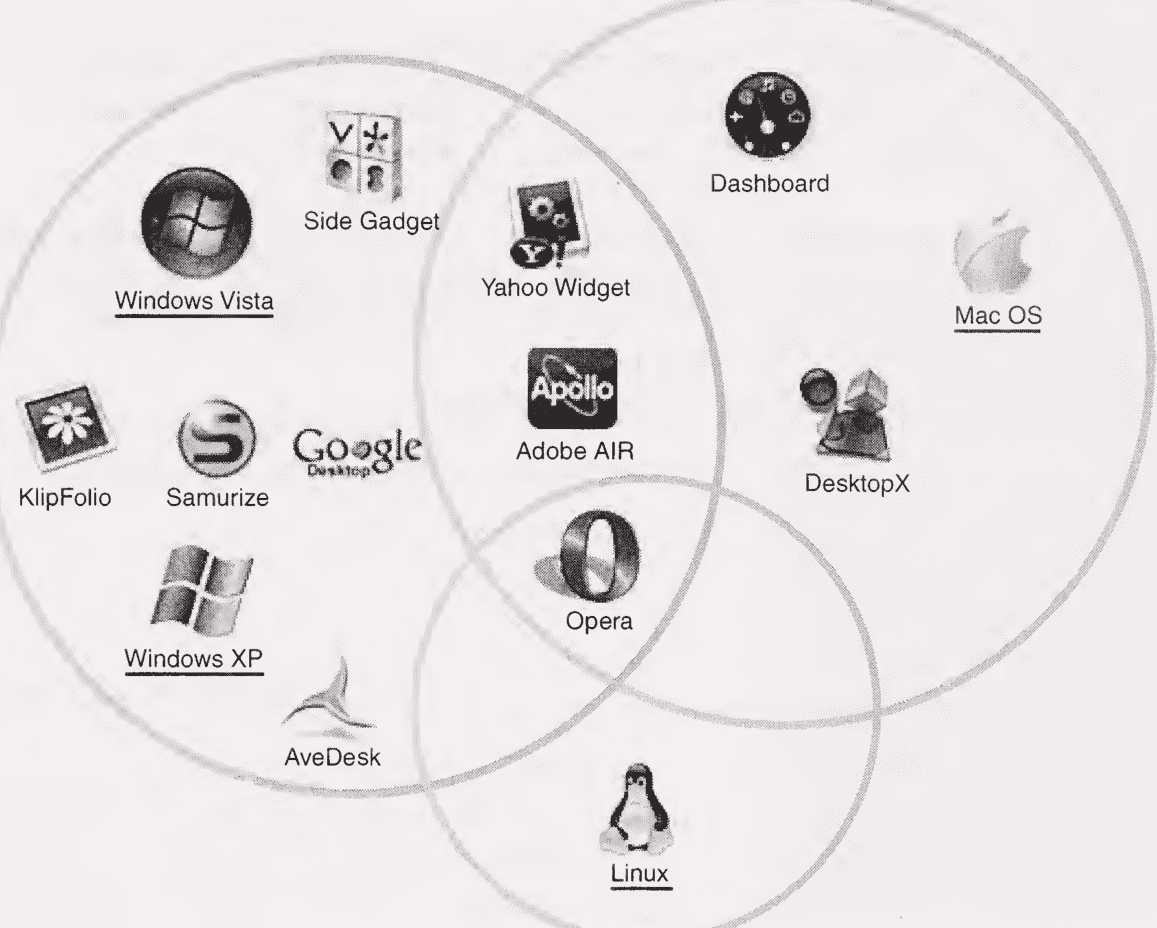 Dashboard
Side Gadget
Yahoo Widget
Y!
Windows Vista
Mac OS
Apollo
Adobe AIR
Google
Desktop
KlipFolio
Samurize
DesktopX
Opera
Windows XP
AveDesk
Linux